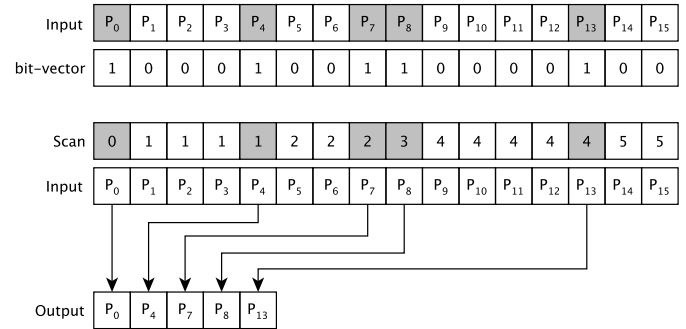 Input P₀ P₁ P₂ P₃ P₄ P₅ P₆ P₇ P₈ P₉ P₁₀ P₁₁ P₁₂ P₁₃ P₁₄ P₁₅
bit-vector 1 0 0 0 1 0 0 1 1 0 0 0 0 1 0 0
Scan 0 1 1 1 1 2 2 2 3 4 4 4 4 4 5 5
Input P₀ P₁ P₂ P₃ P₄ P₅ P₆ P₇ P₈ P₉ P₁₀ P₁₁ P₁₂ P₁₃ P₁₄ P₁₅
Output P₀ P₄ P₇ P₈ P₁₃